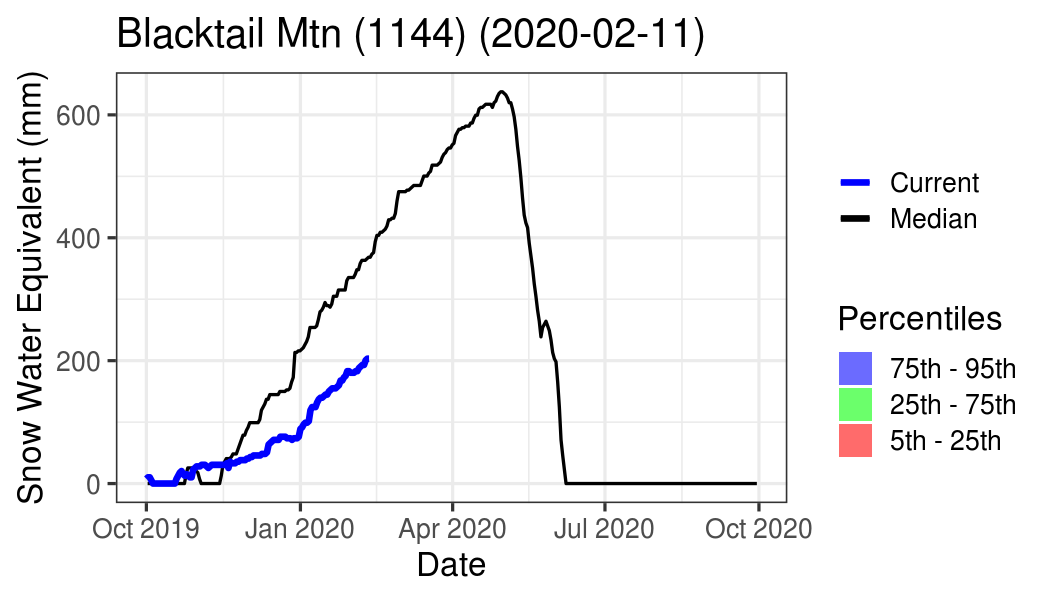 Blacktail Mtn (1144) (2020-02-11)
Snow Water Equivalent (mm)
600
400
200
0
Oct 2019 Jan 2020 Apr 2020 Jul 2020 Oct 2020
Date
Current
Median
Percentiles
75th - 95th
25th - 75th
5th - 25th